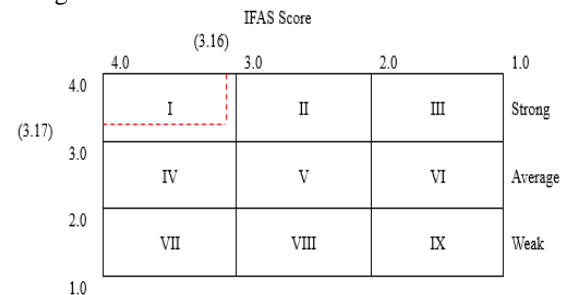 IFAS Score
(3.16)
4.0 3.0 2.0 1.0
4.0
I II III Strong
(3.17)
3.0
IV V VI Average
2.0
VII VIII IX Weak
1.0